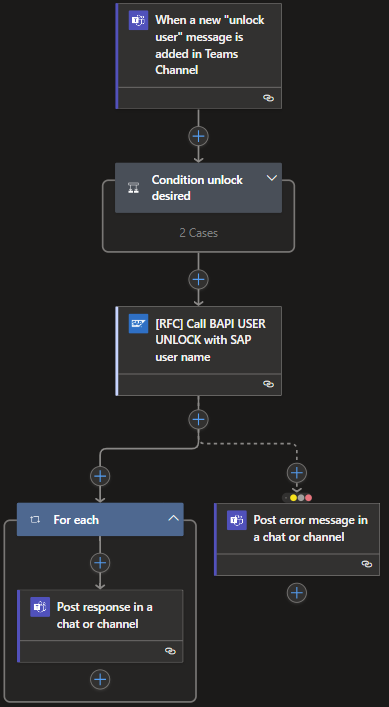 When a new "unlock
user" message is
added in Teams
Channel
Condition unlock
desired
2 Cases
SAP
[RFC] Call BAPI USER
UNLOCK with SAP
user name
For each
Post error message in
a chat or channel
Post response in a
chat or channel